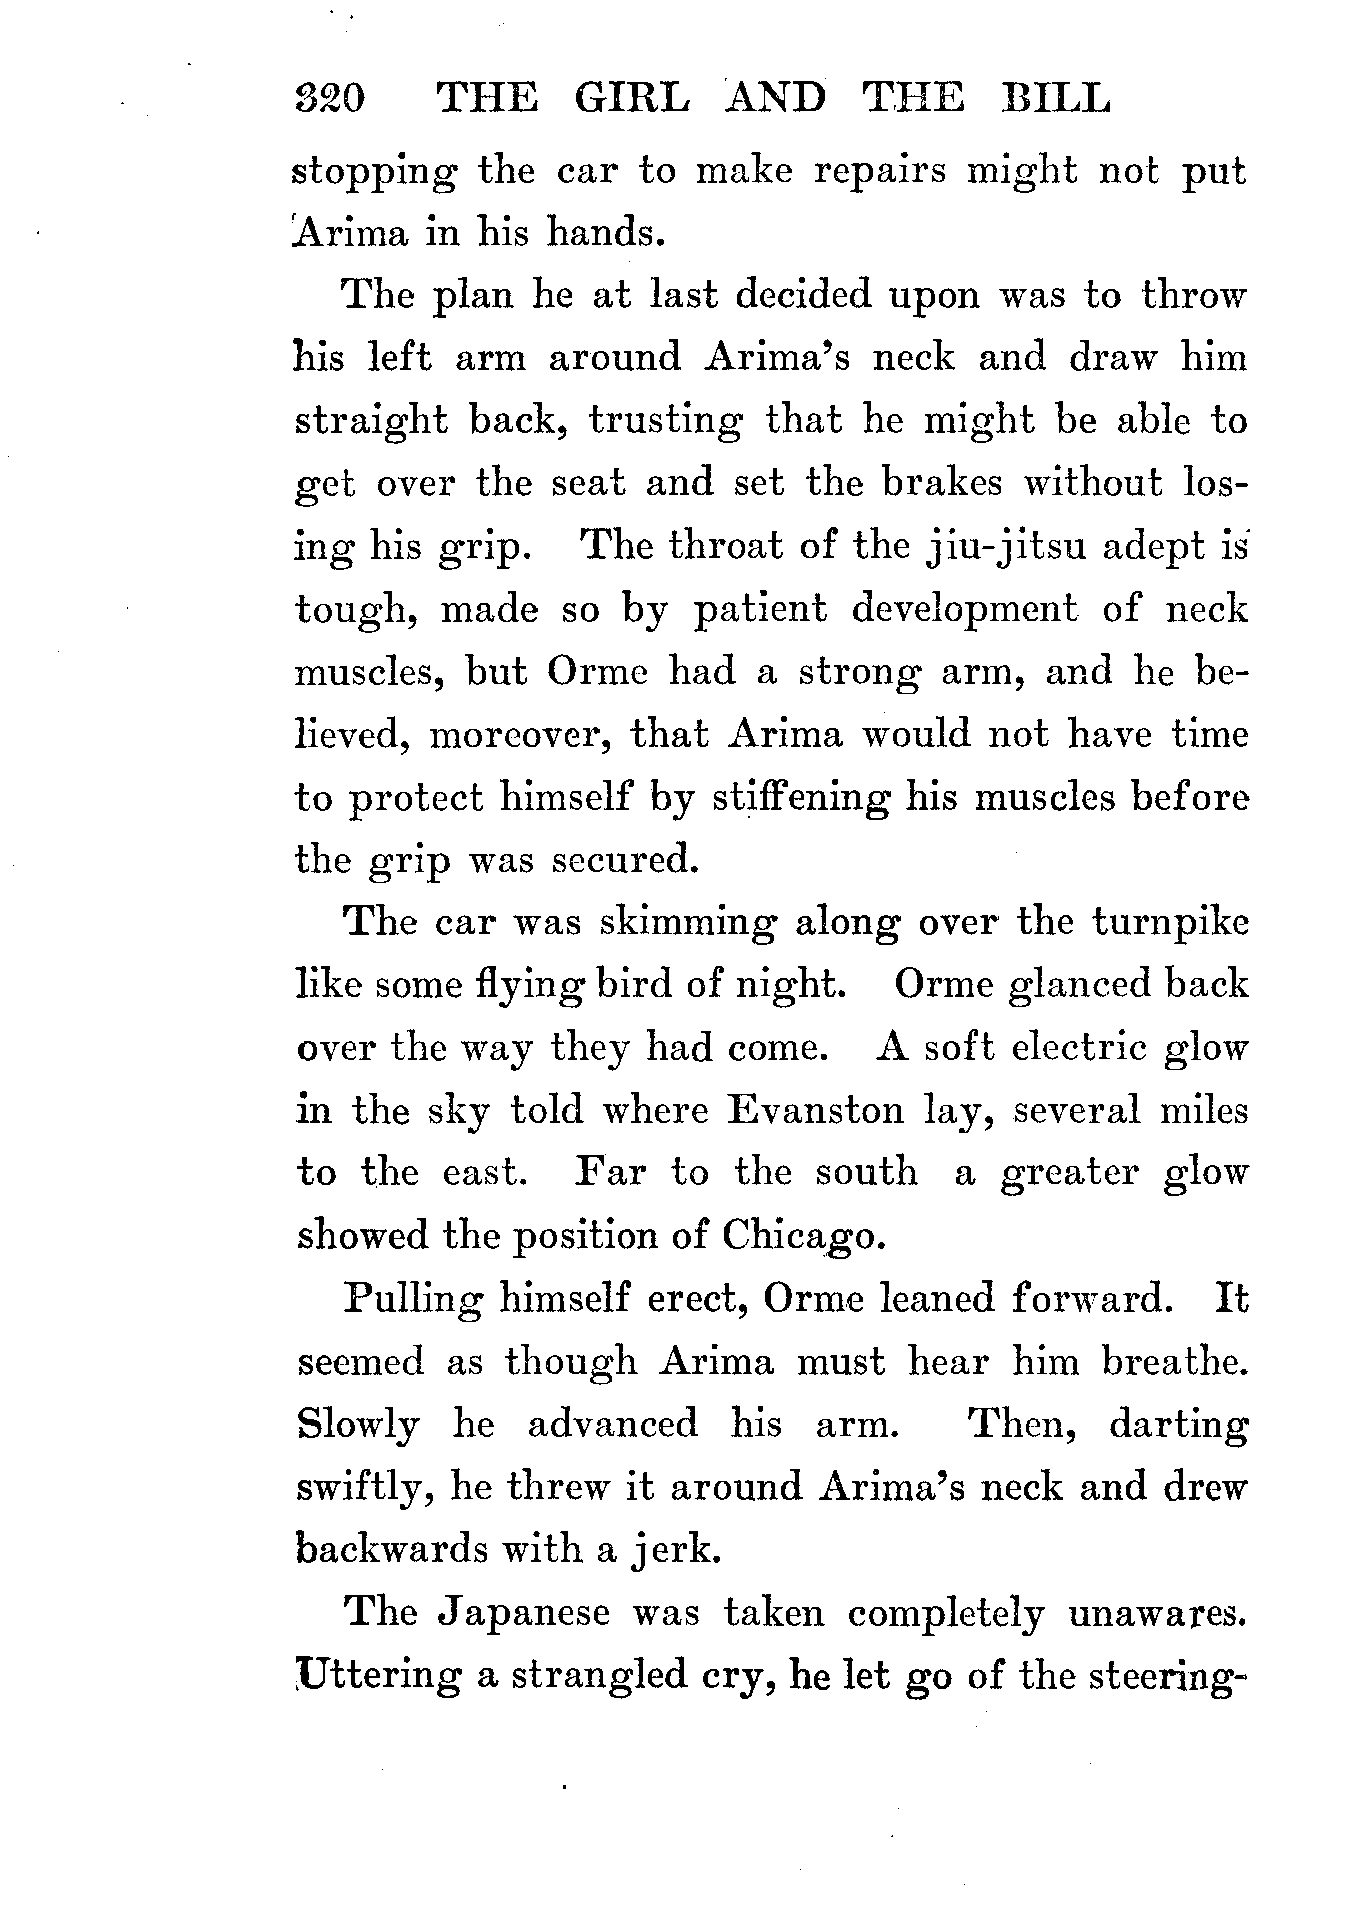 320 THE GIRL AND THE BILL
stopping the car to make repairs might not put
Arima in his hands.
The plan he at last decided upon was to throw
his left arm around Arima's neck and draw him
straight back, trusting that he might be able to
get over the seat and set the brakes without los-
ing his grip. The throat of the jiu-jitsu adept is
tough, made so by patient development of neck
muscles, but Orme had a strong arm, and he be-
lieved, moreover, that Arima would not have time
to protect himself by stiffening his muscles before
the grip was secured.
The car was skimming along over the turnpike
like some flying bird of night. Orme glanced back
over the way they had come. A soft electric glow
in the sky told where Evanston lay, several miles
to the east. Far to the south a greater glow
showed the position of Chicago.
Pulling himself erect, Orme leaned forward. It
seemed as though Arima must hear him breathe.
Slowly he advanced his arm. Then, darting
swiftly, he threw it around Arima's neck and drew
backwards with a jerk.
The Japanese was taken completely unawares.
Uttering a strangled cry, he let go of the steering-